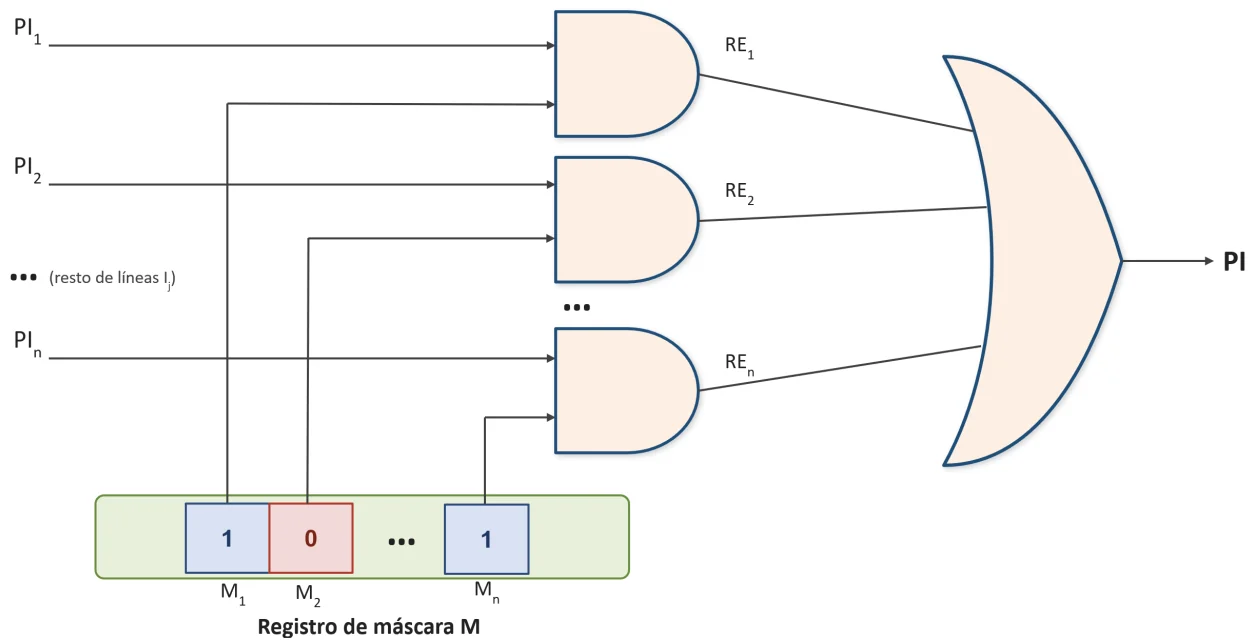 PI1
RE1
PI2
RE2
••• (resto de líneas Ij)
•••
PIn
REn
PI
1 0 ••• 1
M1 M2 Mn
Registro de máscara M